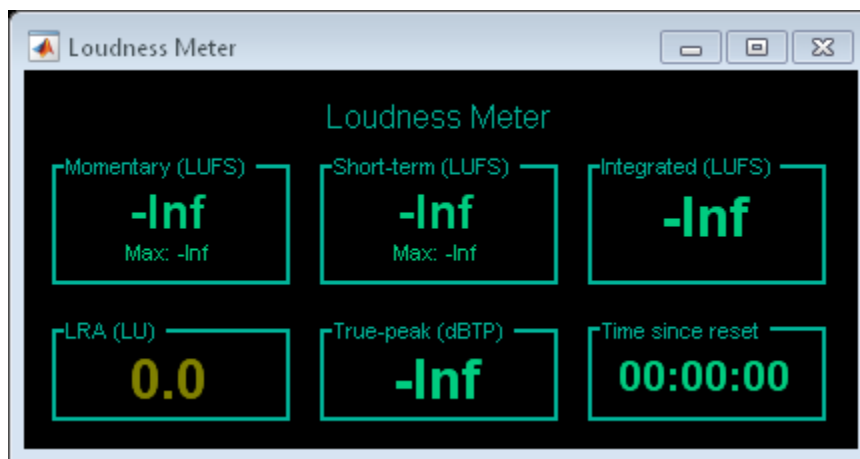 Loudness Meter
Loudness Meter
Momentary (LUFS)
-Inf
Max: -Inf
Short-term (LUFS)
-Inf
Max: -Inf
Integrated (LUFS)
-Inf
LRA (LU)
0.0
True-peak (dBTP)
-Inf
Time since reset
00:00:00